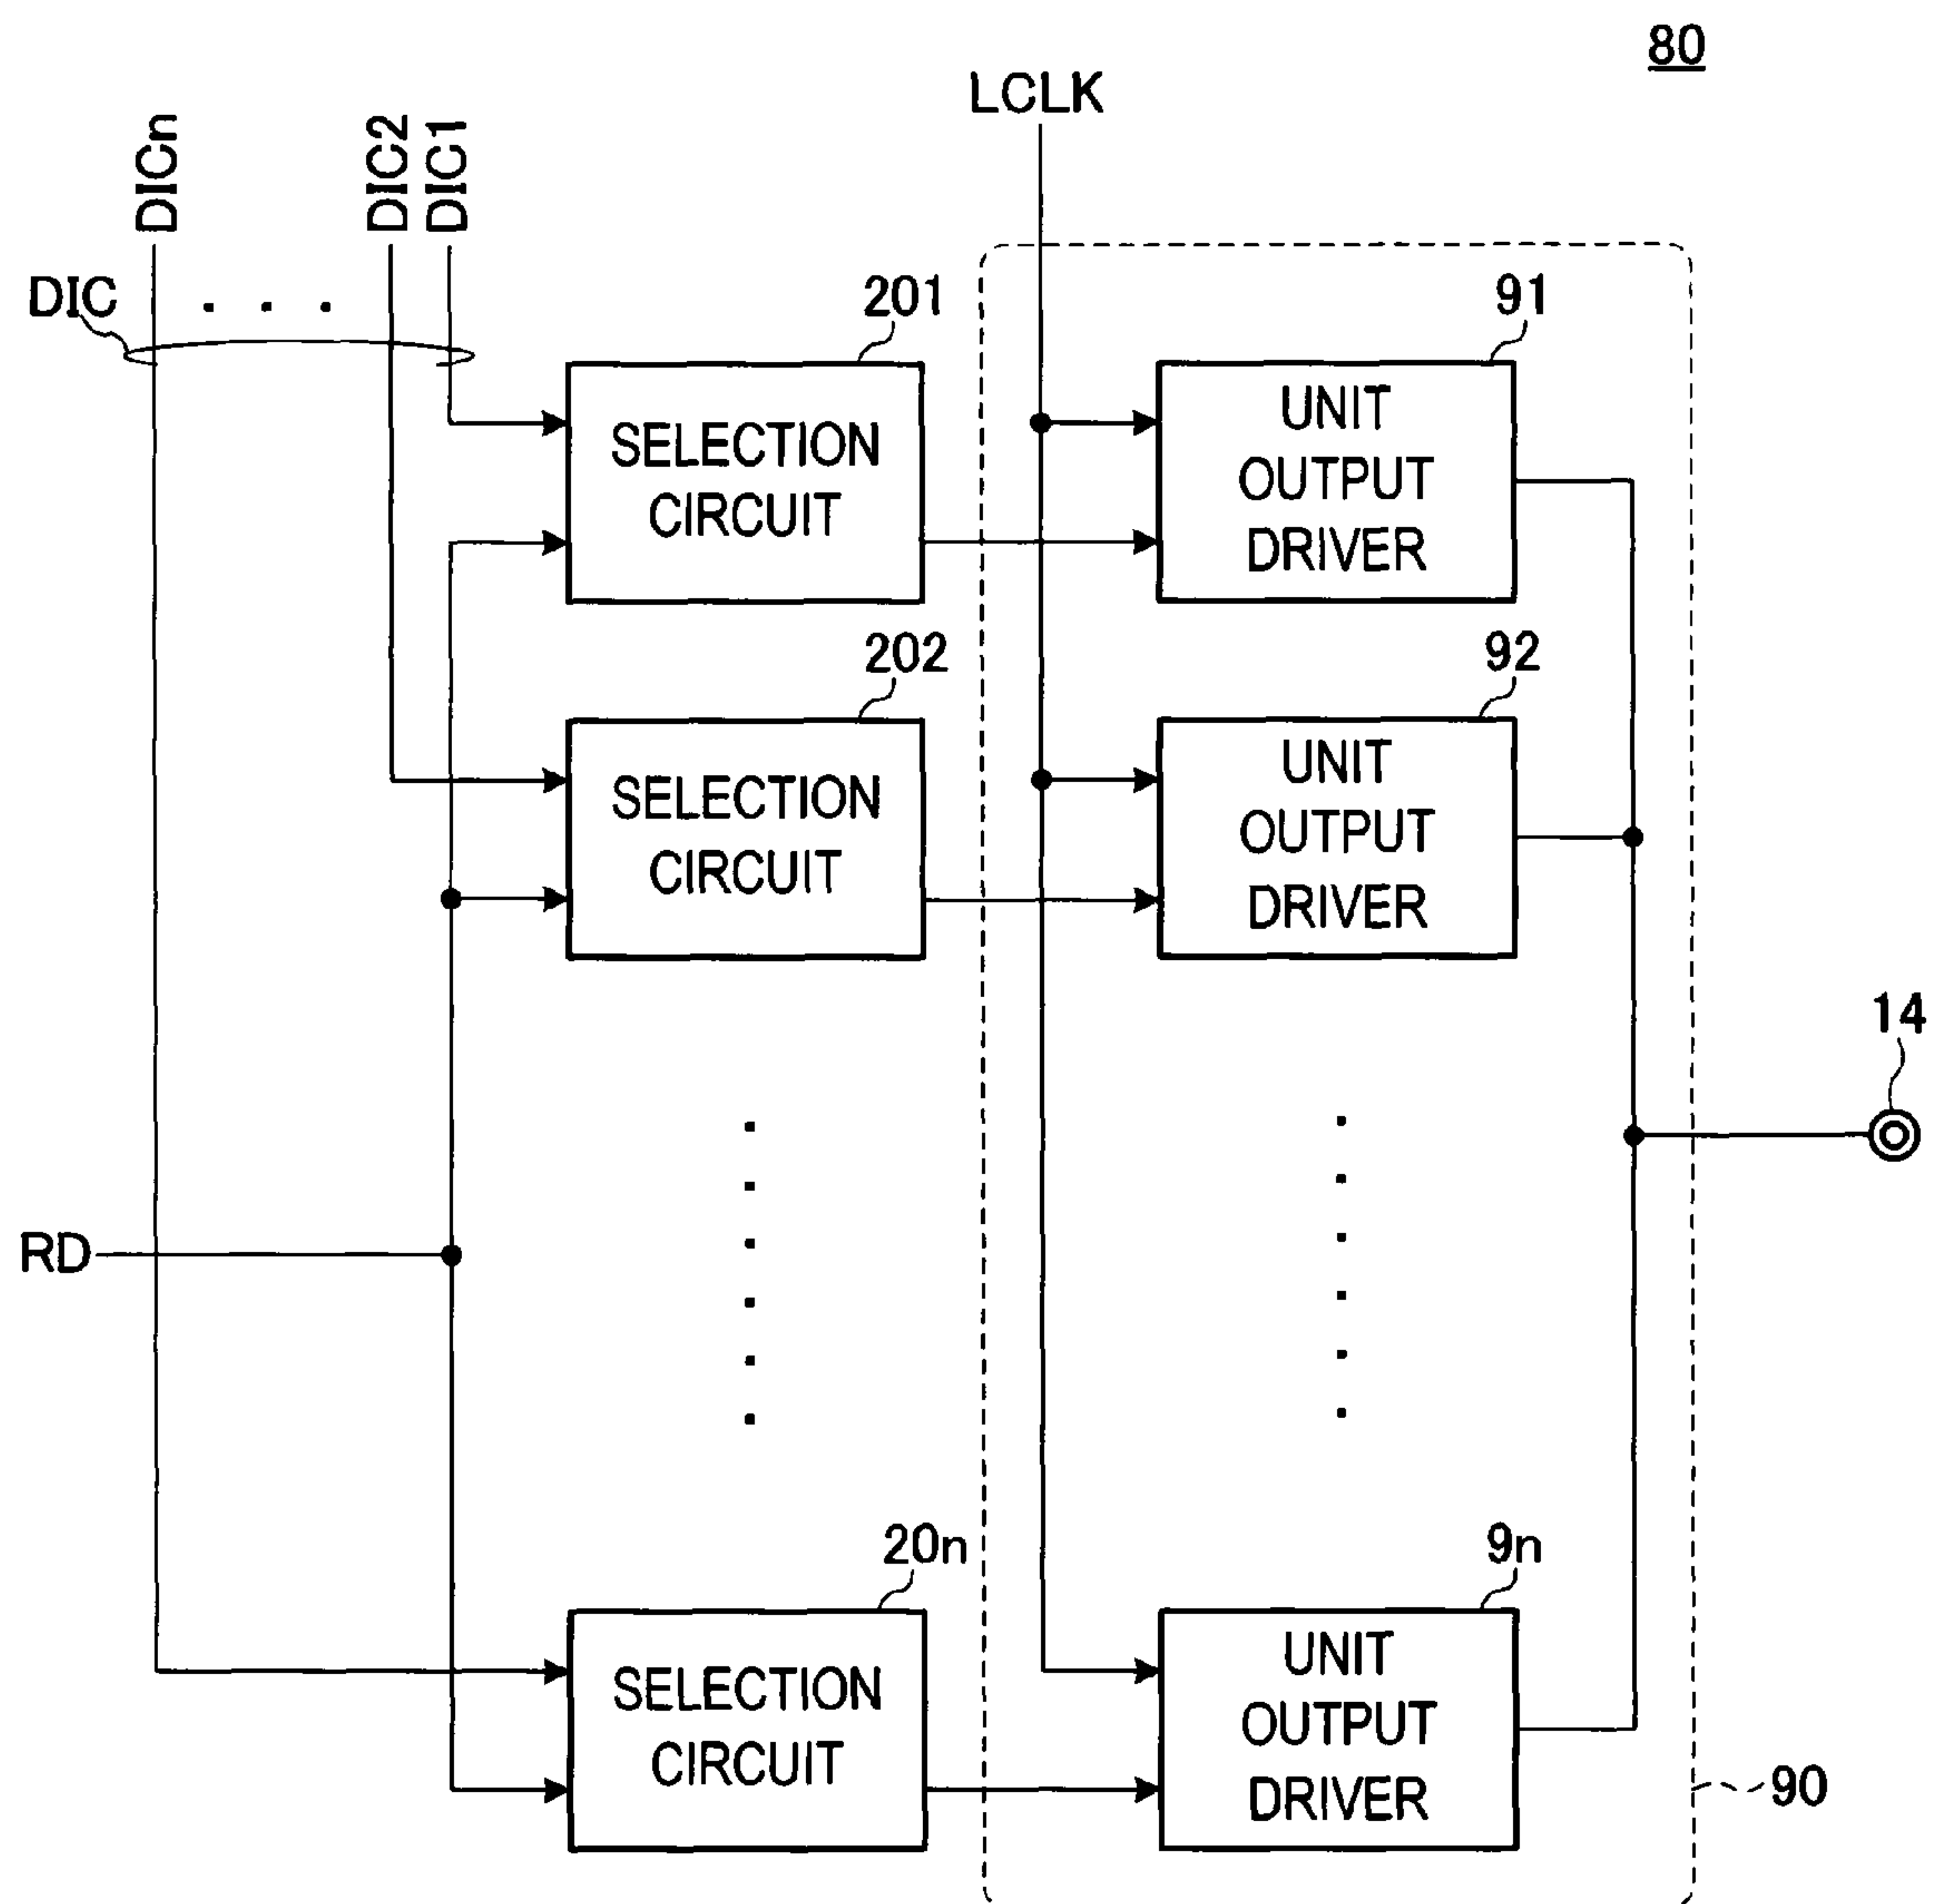 80
LCLK
DICn
DIC2
DIC1
DIC . . .
201
91
SELECTION
CIRCUIT
UNIT
OUTPUT
DRIVER
202
92
SELECTION
CIRCUIT
UNIT
OUTPUT
DRIVER
14
RD
20n
9n
SELECTION
CIRCUIT
UNIT
OUTPUT
DRIVER
90